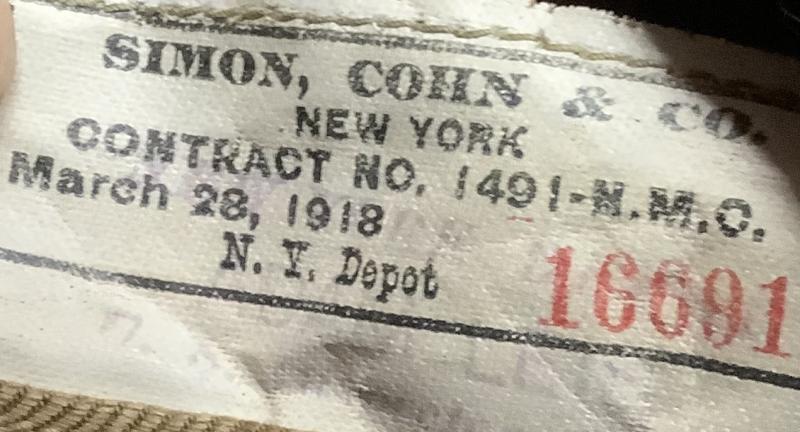 SIMON, COHN & CO.
NEW YORK
CONTRACT NO. 1491-N.M.O.
March 28, 1918
N. Y. Depot
16691